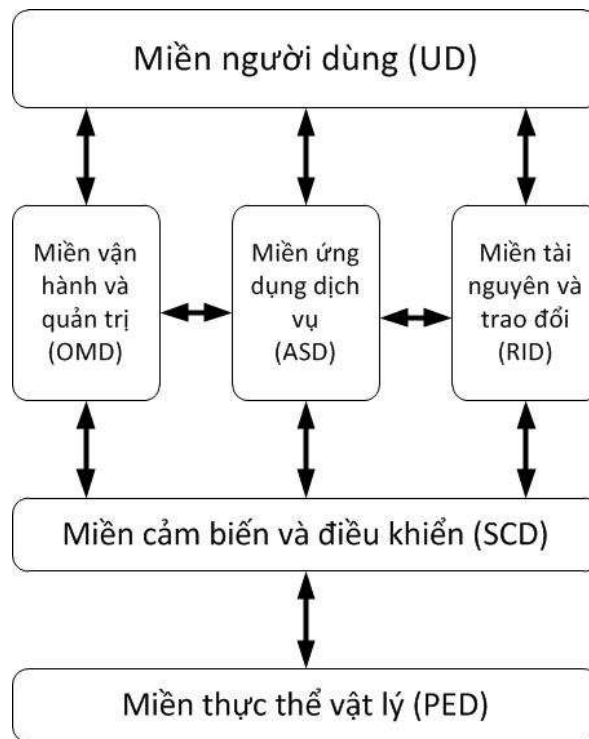 Miền người dùng (UD)
Miền vận
hành và
quản trị
(OMD)
Miền ứng
dụng dịch
vụ
(ASD)
Miền tài
nguyên và
trao đổi
(RID)
Miền cảm biến và điều khiển (SCD)
Miền thực thể vật lý (PED)